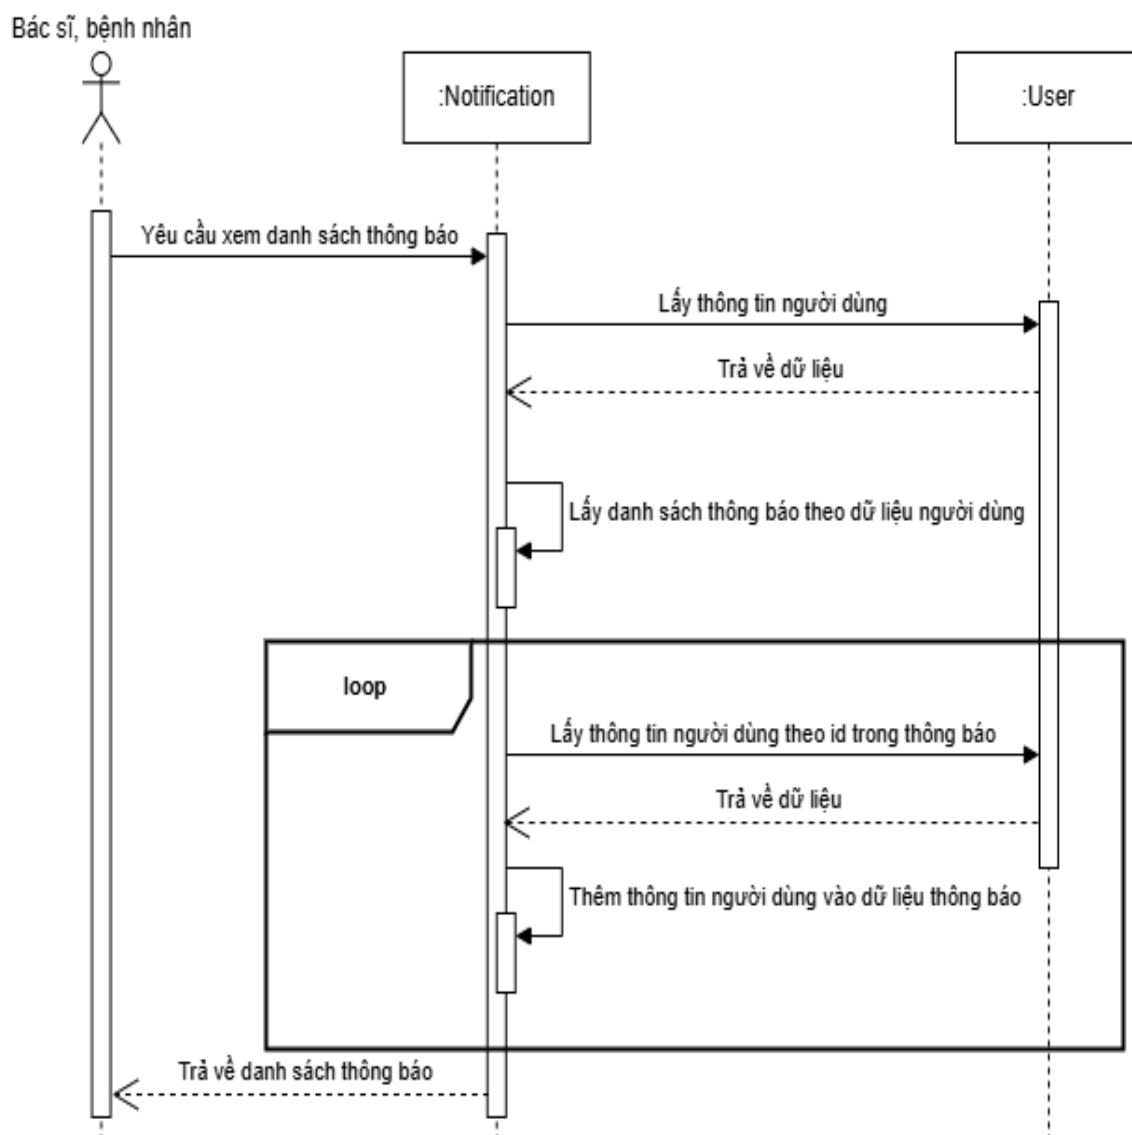 Bác sĩ, bệnh nhân
:Notification
:User
Yêu cầu xem danh sách thông báo
Lấy thông tin người dùng
Trả về dữ liệu
Lấy danh sách thông báo theo dữ liệu người dùng
loop
Lấy thông tin người dùng theo id trong thông báo
Trả về dữ liệu
Thêm thông tin người dùng vào dữ liệu thông báo
Trả về danh sách thông báo